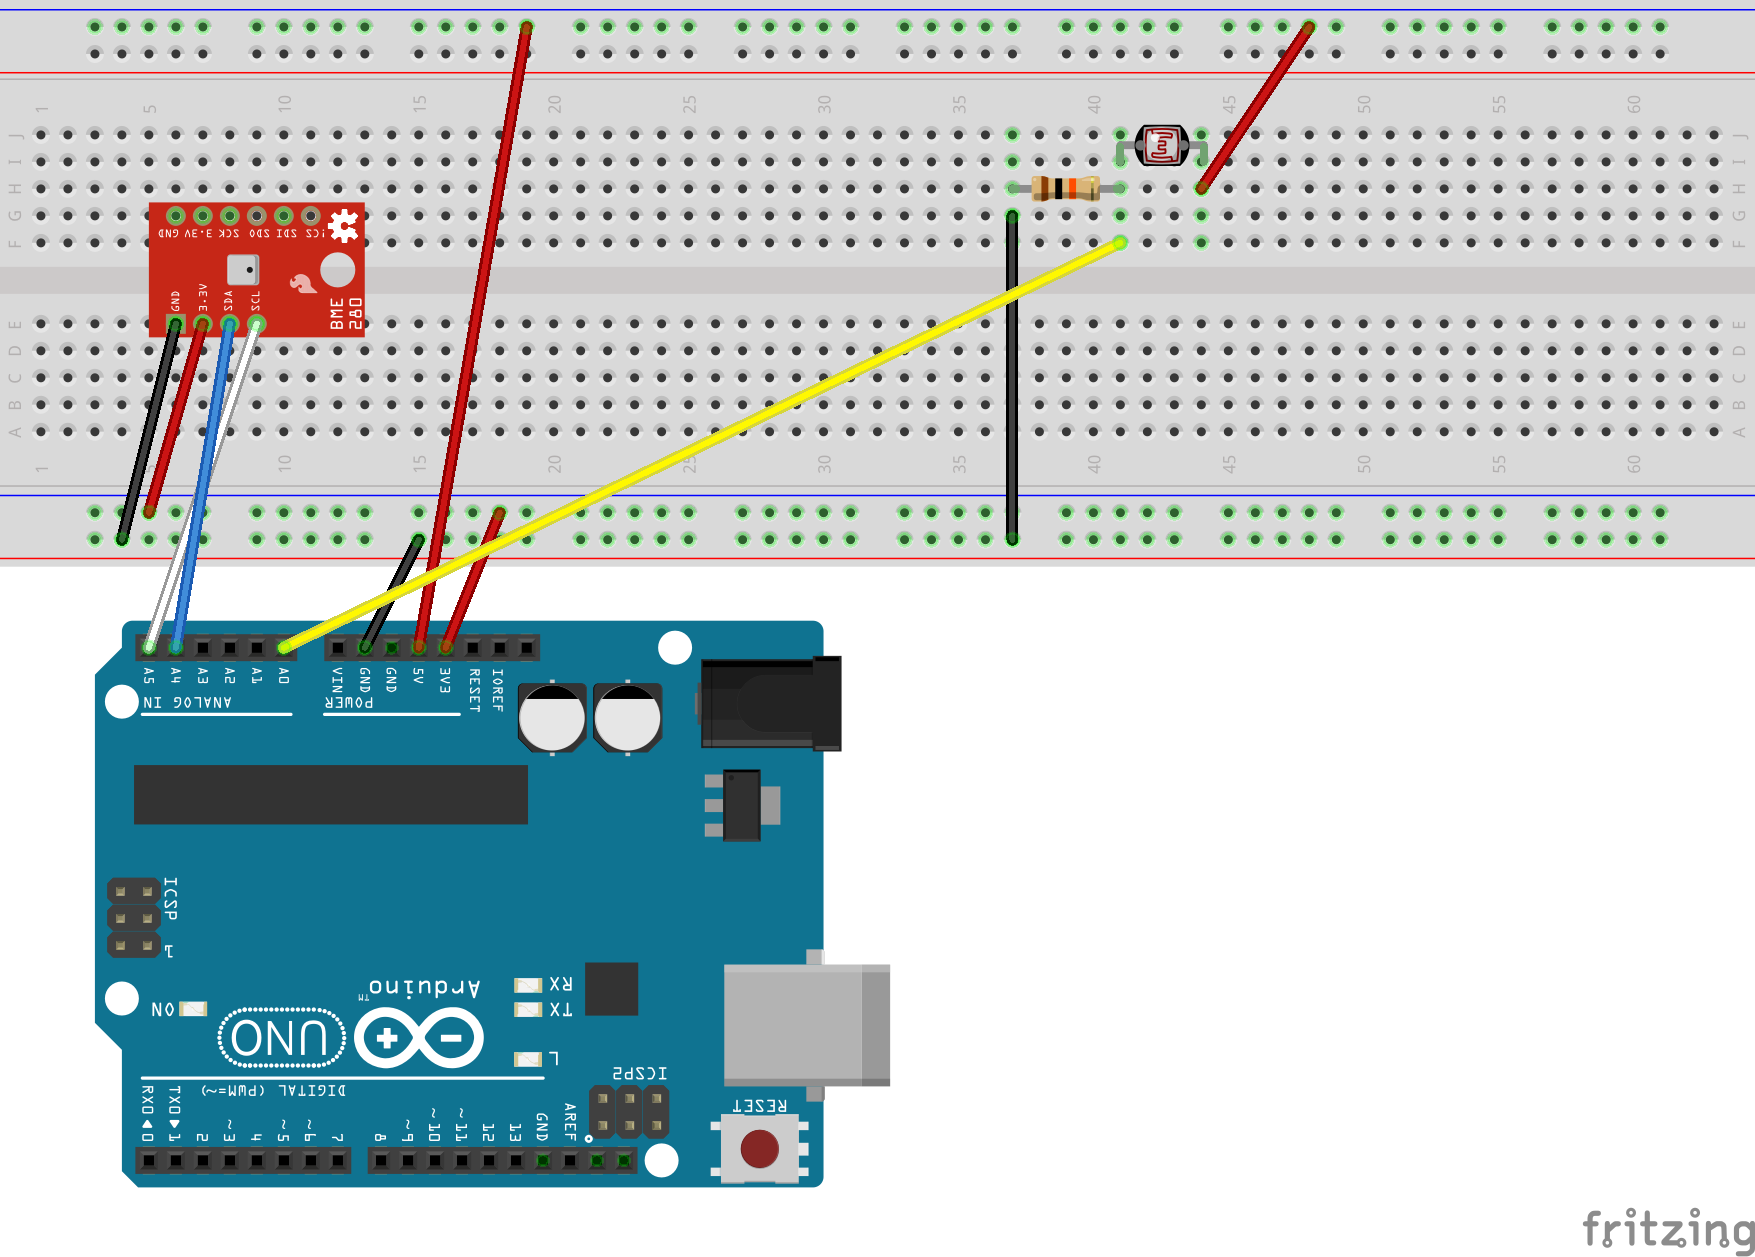 1 5 10 15 20 25 30 35 40 45 50 55 60
J J
I I
H H
G G
F F
GND 3.3V SCK SDO SDI !CS
GND 3.3V SDA SCL
BME
280
E E
D D
C C
B B
A A
1 5 10 15 20 25 30 35 40 45 50 55 60
A5 A4 A3 A2 A1 A0 VIN GND GND 5V 3V3 RESET IOREF
ANALOG IN POWER
ICSP
1
Arduino™
RX
TX
ON
UNO
L
ICSP2
DIGITAL (PWM=~)
RESET
RX0◀0 TX0▶1 2 ~3 4 ~5 ~6 7 8 ~9 ~10 ~11 12 13 GND AREF
fritzing